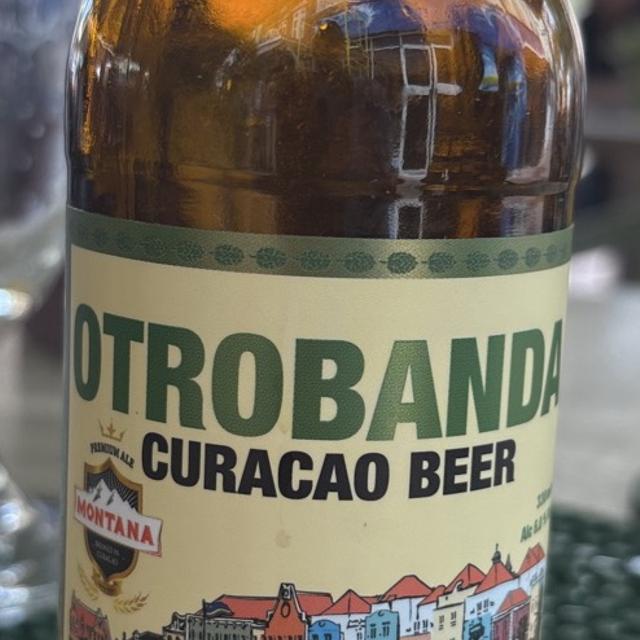 OTROBANDA
CURACAO BEER
PREMIUM ALE
MONTANA